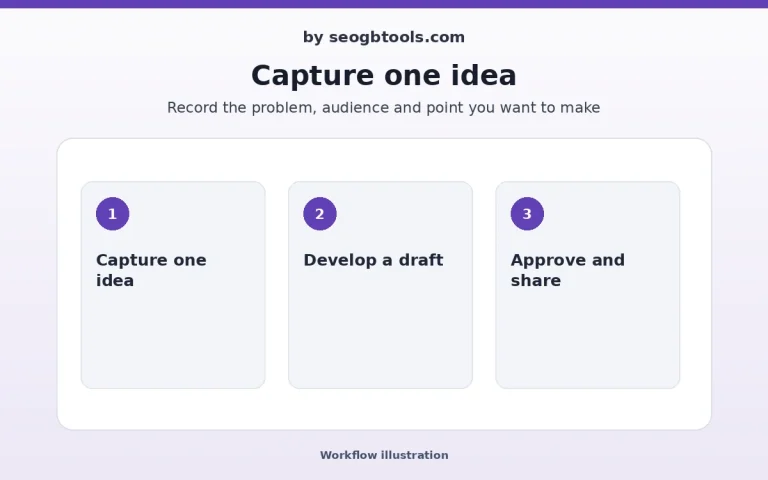 by seogbtools.com
Capture one idea
Record the problem, audience and point you want to make
1
Capture one
idea
2
Develop a draft
3
Approve and
share
Workflow illustration